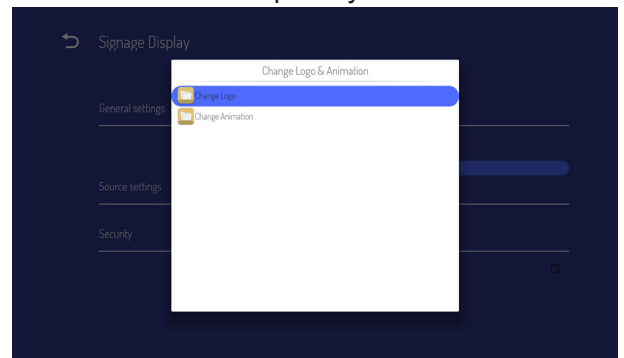 Signage Display
Change Logo & Animation
Change Logo
General settings
Change Animation
Source settings
Security